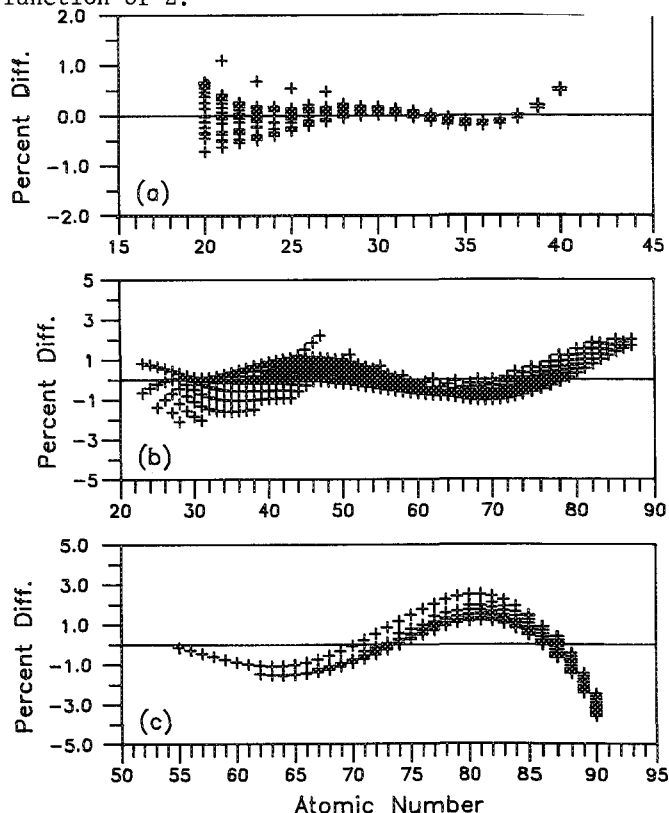 function of Z.
2.0
1.0
0.0
-1.0
-2.0
Percent Diff.
(a)
15 20 25 30 35 40 45
5
3
1
-1
-3
-5
Percent Diff.
(b)
20 30 40 50 60 70 80 90
5.0
3.0
1.0
-1.0
-3.0
-5.0
Percent Diff.
(c)
50 55 60 65 70 75 80 85 90 95
Atomic Number